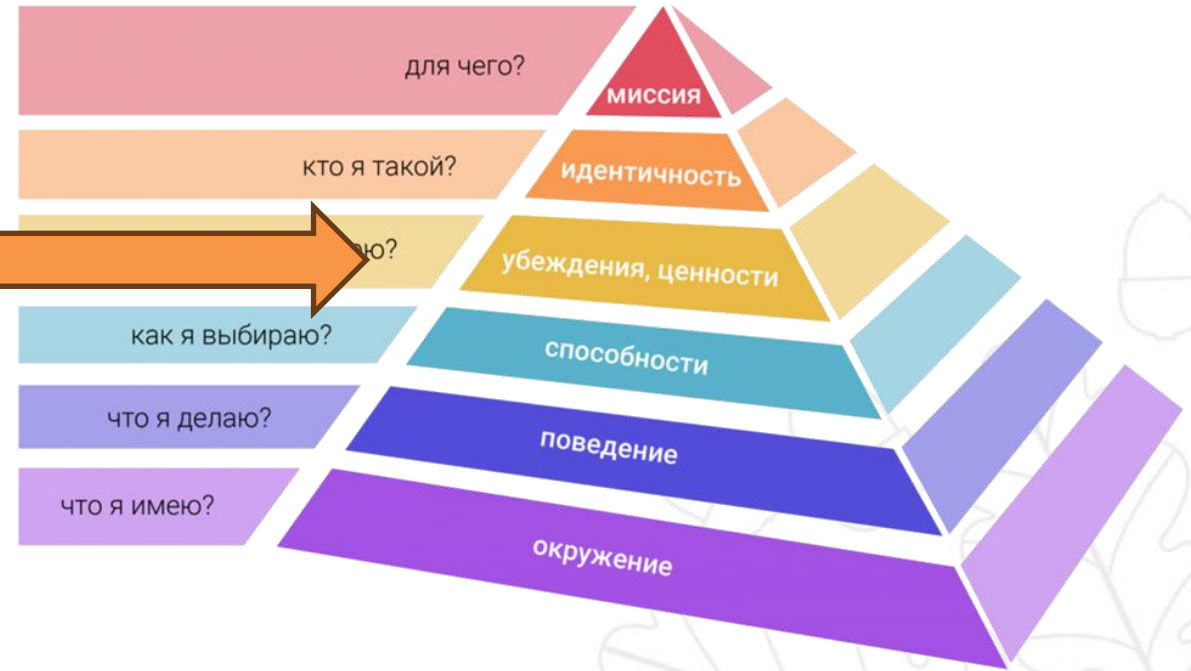 для чего?
миссия
кто я такой?
идентичность
убеждения, ценности
как я выбираю?
способности
что я делаю?
поведение
что я имею?
окружение